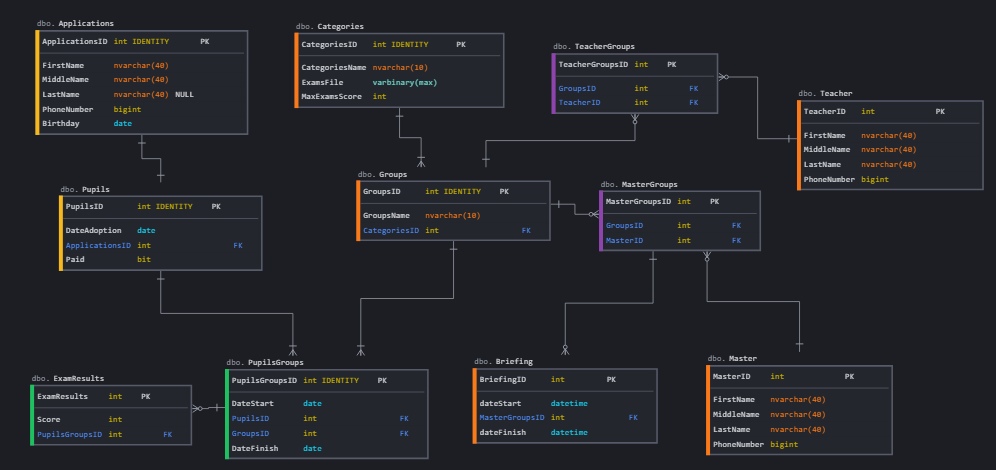 dbo. Applications
ApplicationsID int IDENTITY PK
FirstName nvarchar(40)
MiddleName nvarchar(40)
LastName nvarchar(40) NULL
PhoneNumber bigint
Birthday date
dbo. Categories
CategoriesID int IDENTITY PK
CategoriesName nvarchar(10)
ExamsFile varbinary(max)
MaxExamsScore int
dbo. TeacherGroups
TeacherGroupsID int PK
GroupsID int FK
TeacherID int FK
dbo. Teacher
TeacherID int PK
FirstName nvarchar(40)
MiddleName nvarchar(40)
LastName nvarchar(40)
PhoneNumber bigint
dbo. Pupils
PupilsID int IDENTITY PK
DateAdoption date
ApplicationsID int FK
Paid bit
dbo. Groups
GroupsID int IDENTITY PK
GroupsName nvarchar(10)
CategoriesID int FK
dbo. MasterGroups
MasterGroupsID int PK
GroupsID int FK
MasterID int FK
dbo. ExamResults
ExamResults int PK
Score int
PupilsGroupsID int FK
dbo. PupilsGroups
PupilsGroupsID int IDENTITY PK
DateStart date
PupilsID int FK
GroupsID int FK
DateFinish date
dbo. Briefing
BriefingID int PK
dateStart datetime
MasterGroupsID int FK
dateFinish datetime
dbo. Master
MasterID int PK
FirstName nvarchar(40)
MiddleName nvarchar(40)
LastName nvarchar(40)
PhoneNumber bigint